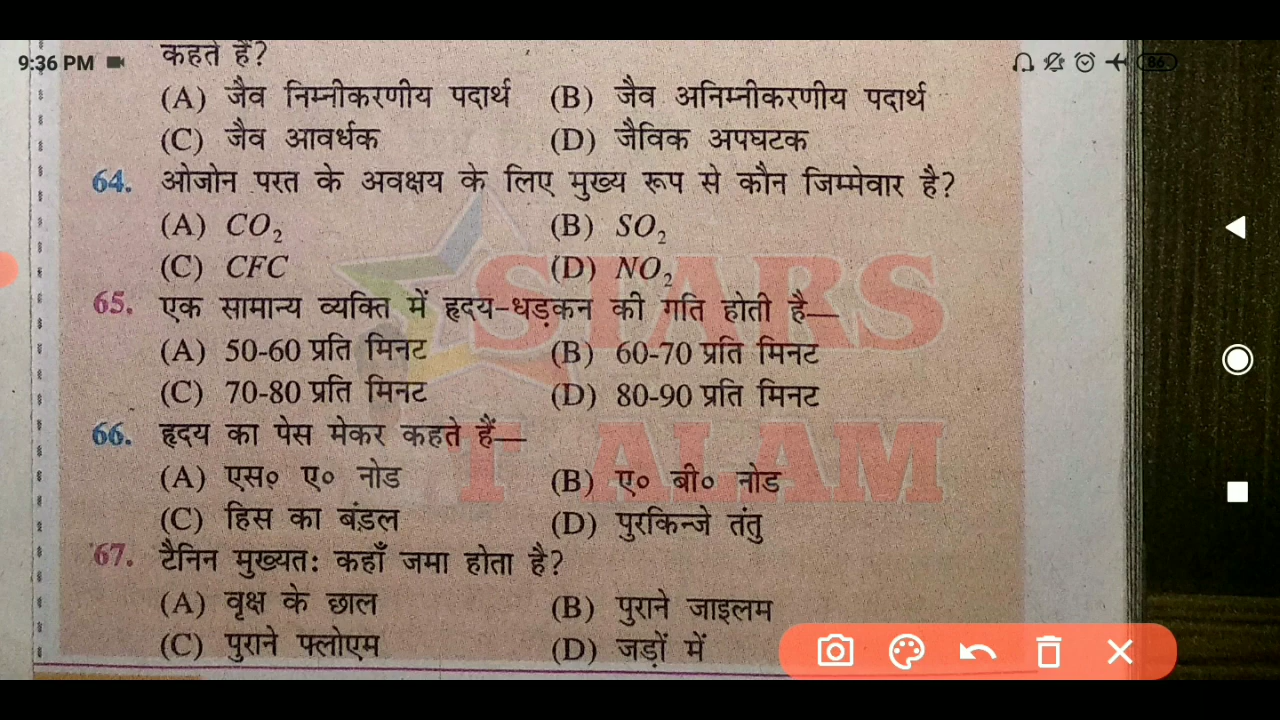 9:36 PM
86
कहते हैं?
(A) जैव निम्नीकरणीय पदार्थ (B) जैव अनिम्नीकरणीय पदार्थ
(C) जैव आवर्धक (D) जैविक अपघटक
64. ओजोन परत के अवक्षय के लिए मुख्य रूप से कौन जिम्मेवार है?
(A) CO₂ (B) SO₂
(C) CFC (D) NO₂
65. एक सामान्य व्यक्ति में हृदय-धड़कन की गति होती है—
(A) 50-60 प्रति मिनट (B) 60-70 प्रति मिनट
(C) 70-80 प्रति मिनट (D) 80-90 प्रति मिनट
66. हृदय का पेस मेकर कहते हैं—
(A) एस० ए० नोड (B) ए० बी० नोड
(C) हिस का बंड़ल (D) पुरकिन्जे तंतु
67. टैनिन मुख्यत: कहाँ जमा होता है?
(A) वृक्ष के छाल (B) पुराने जाइलम
(C) पुराने फ्लोएम (D) जड़ों में
STARS
T ALAM